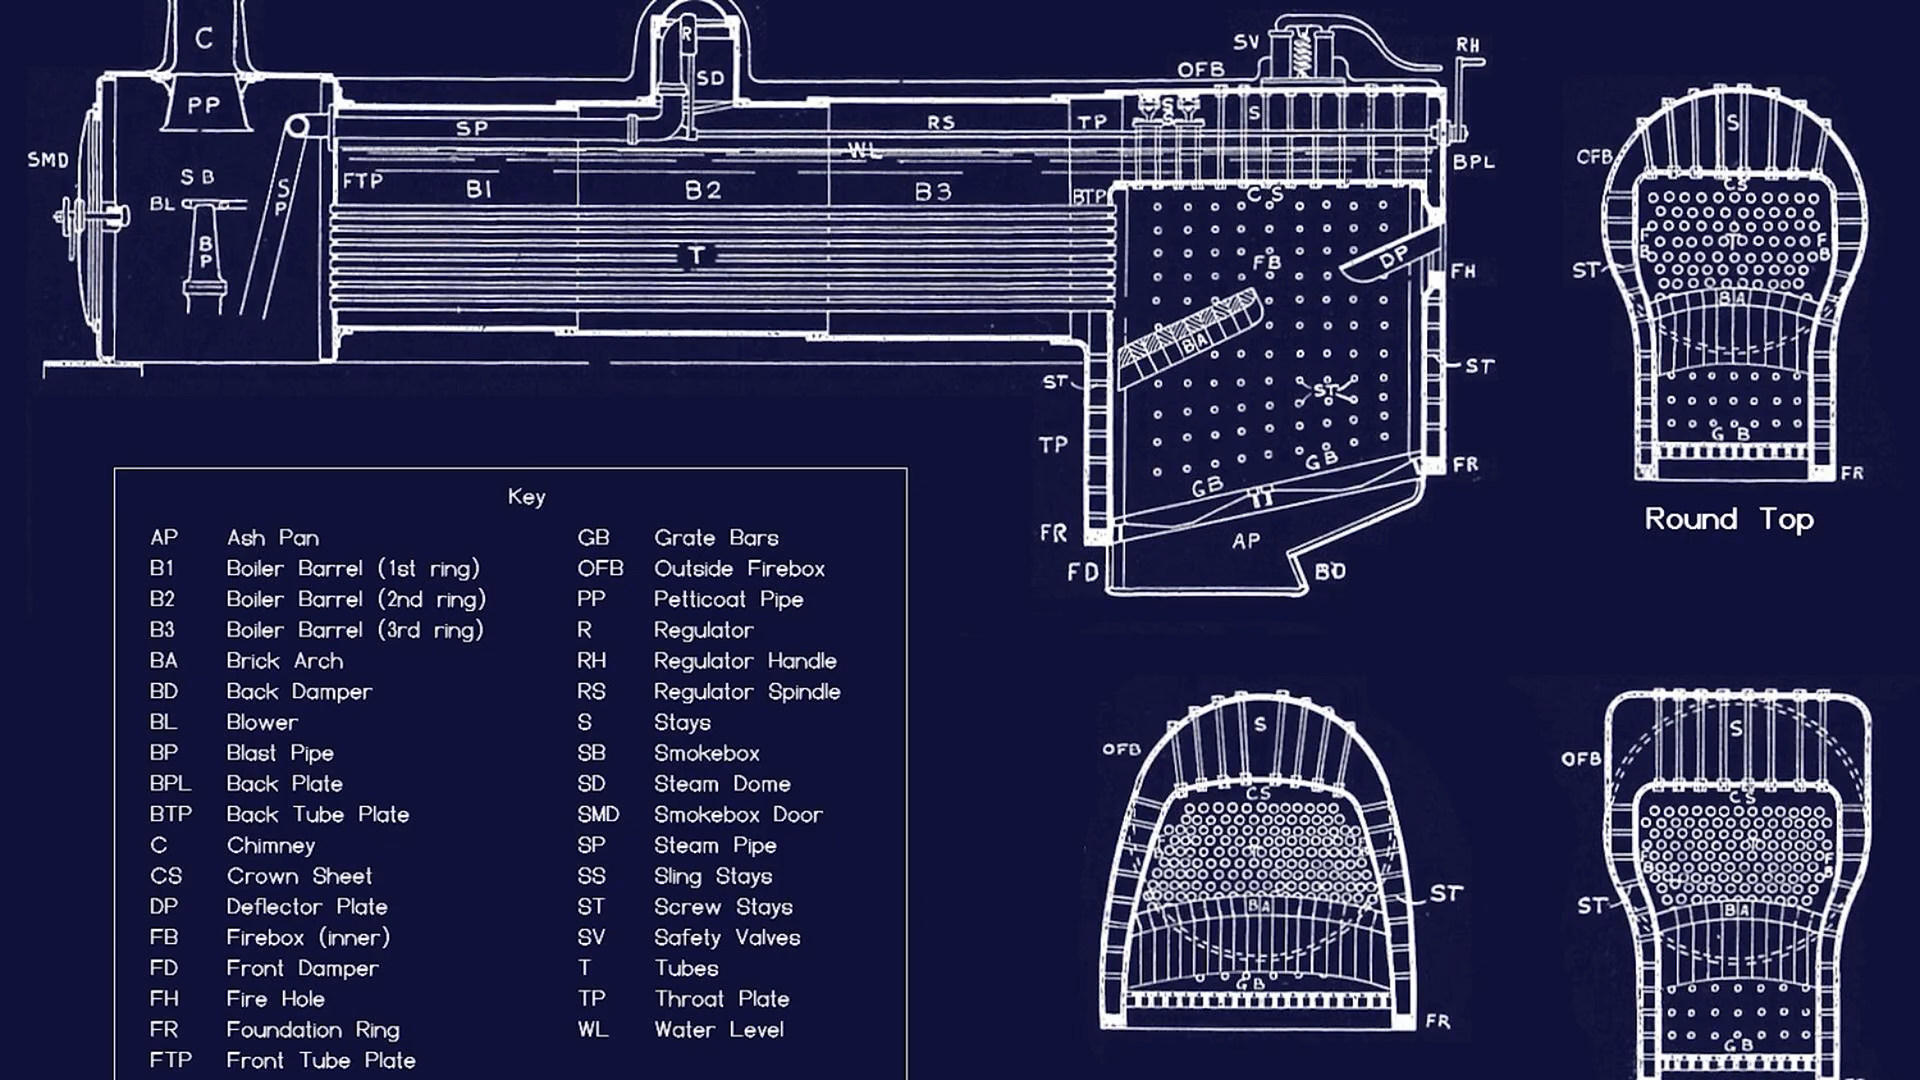 C
PP
SMD
SB
BL
BP
SP
SP
FTP
B1
B2
B3
T
R
SD
RS
WL
TP
BTP
OFB
SV
RH
SS
S
BPL
CS
FB
DP
FH
BA
ST
ST
ST
TP
GB
GB
FR
FR
AP
FD
BD
OFB
S
CS
FB
T
FB
ST
BA
GB
FR
Round Top
Key
AP Ash Pan
B1 Boiler Barrel (1st ring)
B2 Boiler Barrel (2nd ring)
B3 Boiler Barrel (3rd ring)
BA Brick Arch
BD Back Damper
BL Blower
BP Blast Pipe
BPL Back Plate
BTP Back Tube Plate
C Chimney
CS Crown Sheet
DP Deflector Plate
FB Firebox (inner)
FD Front Damper
FH Fire Hole
FR Foundation Ring
FTP Front Tube Plate
GB Grate Bars
OFB Outside Firebox
PP Petticoat Pipe
R Regulator
RH Regulator Handle
RS Regulator Spindle
S Stays
SB Smokebox
SD Steam Dome
SMD Smokebox Door
SP Steam Pipe
SS Sling Stays
ST Screw Stays
SV Safety Valves
T Tubes
TP Throat Plate
WL Water Level
OFB
S
CS
BA
ST
GB
FR
OFB
S
CS
ST
BA
GB